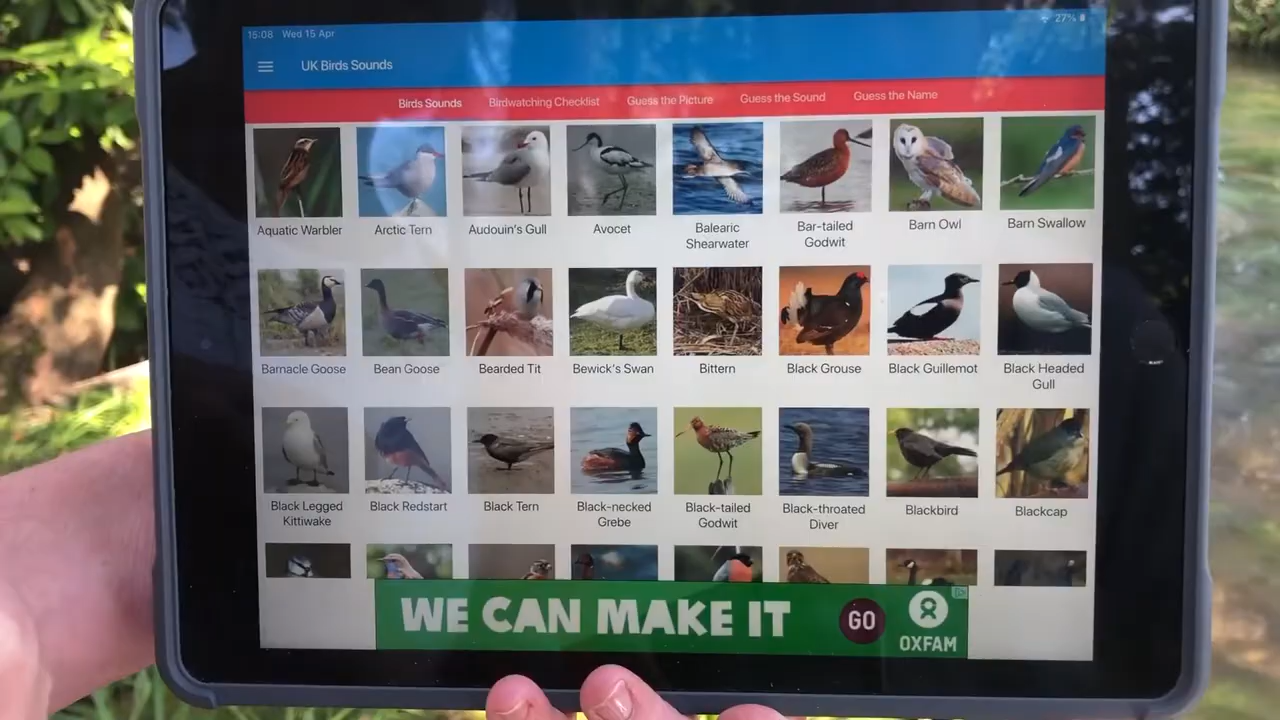 15:08 Wed 15 Apr
27%
UK Birds Sounds
Birds Sounds
Birdwatching Checklist
Guess the Picture
Guess the Sound
Guess the Name
Aquatic Warbler
Arctic Tern
Audouin's Gull
Avocet
Balearic
Shearwater
Bar-tailed
Godwit
Barn Owl
Barn Swallow
Barnacle Goose
Bean Goose
Bearded Tit
Bewick's Swan
Bittern
Black Grouse
Black Guillemot
Black Headed
Gull
Black Legged
Kittiwake
Black Redstart
Black Tern
Black-necked
Grebe
Black-tailed
Godwit
Black-throated
Diver
Blackbird
Blackcap
WE CAN MAKE IT
GO
OXFAM